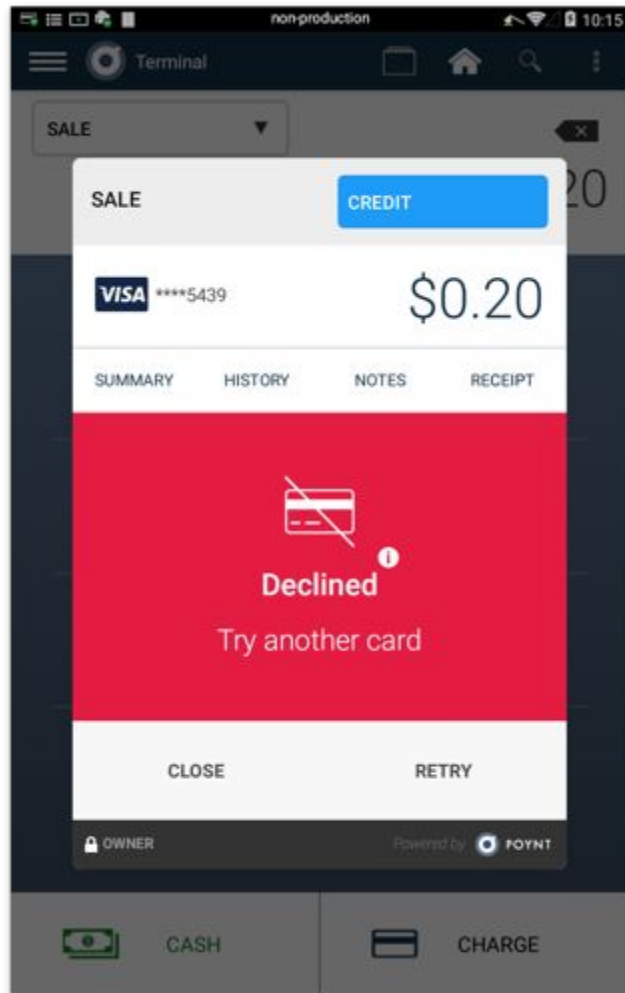 non-production 10:15
Terminal
SALE
20
SALE CREDIT
VISA ****5439 $0.20
SUMMARY HISTORY NOTES RECEIPT
i
Declined
Try another card
CLOSE RETRY
OWNER Powered by POYNT
CASH CHARGE